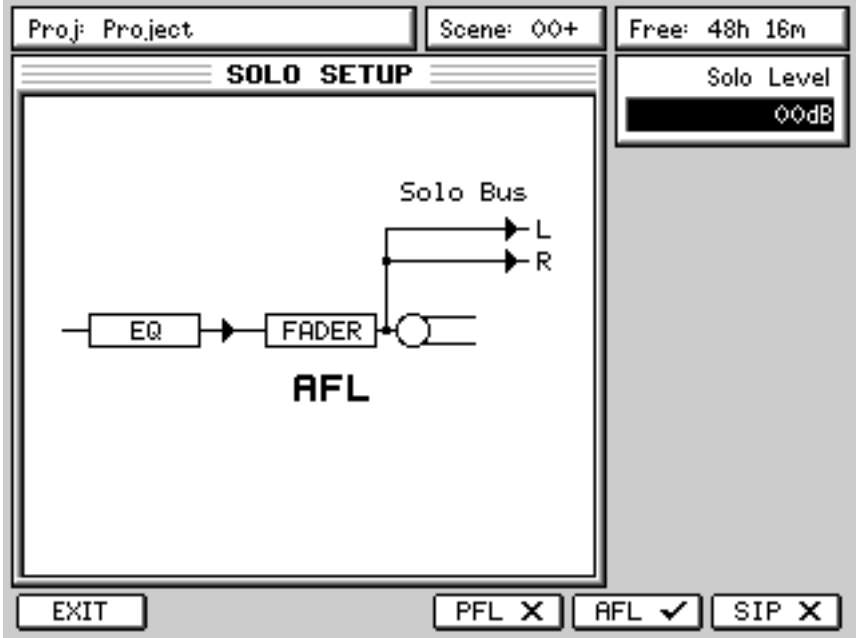 Proj: Project
Scene: 00+
Free: 48h 16m
SOLO SETUP
Solo Level
00dB
Solo Bus
L
R
EQ
FADER
AFL
EXIT
PFL X
AFL ✓
SIP X